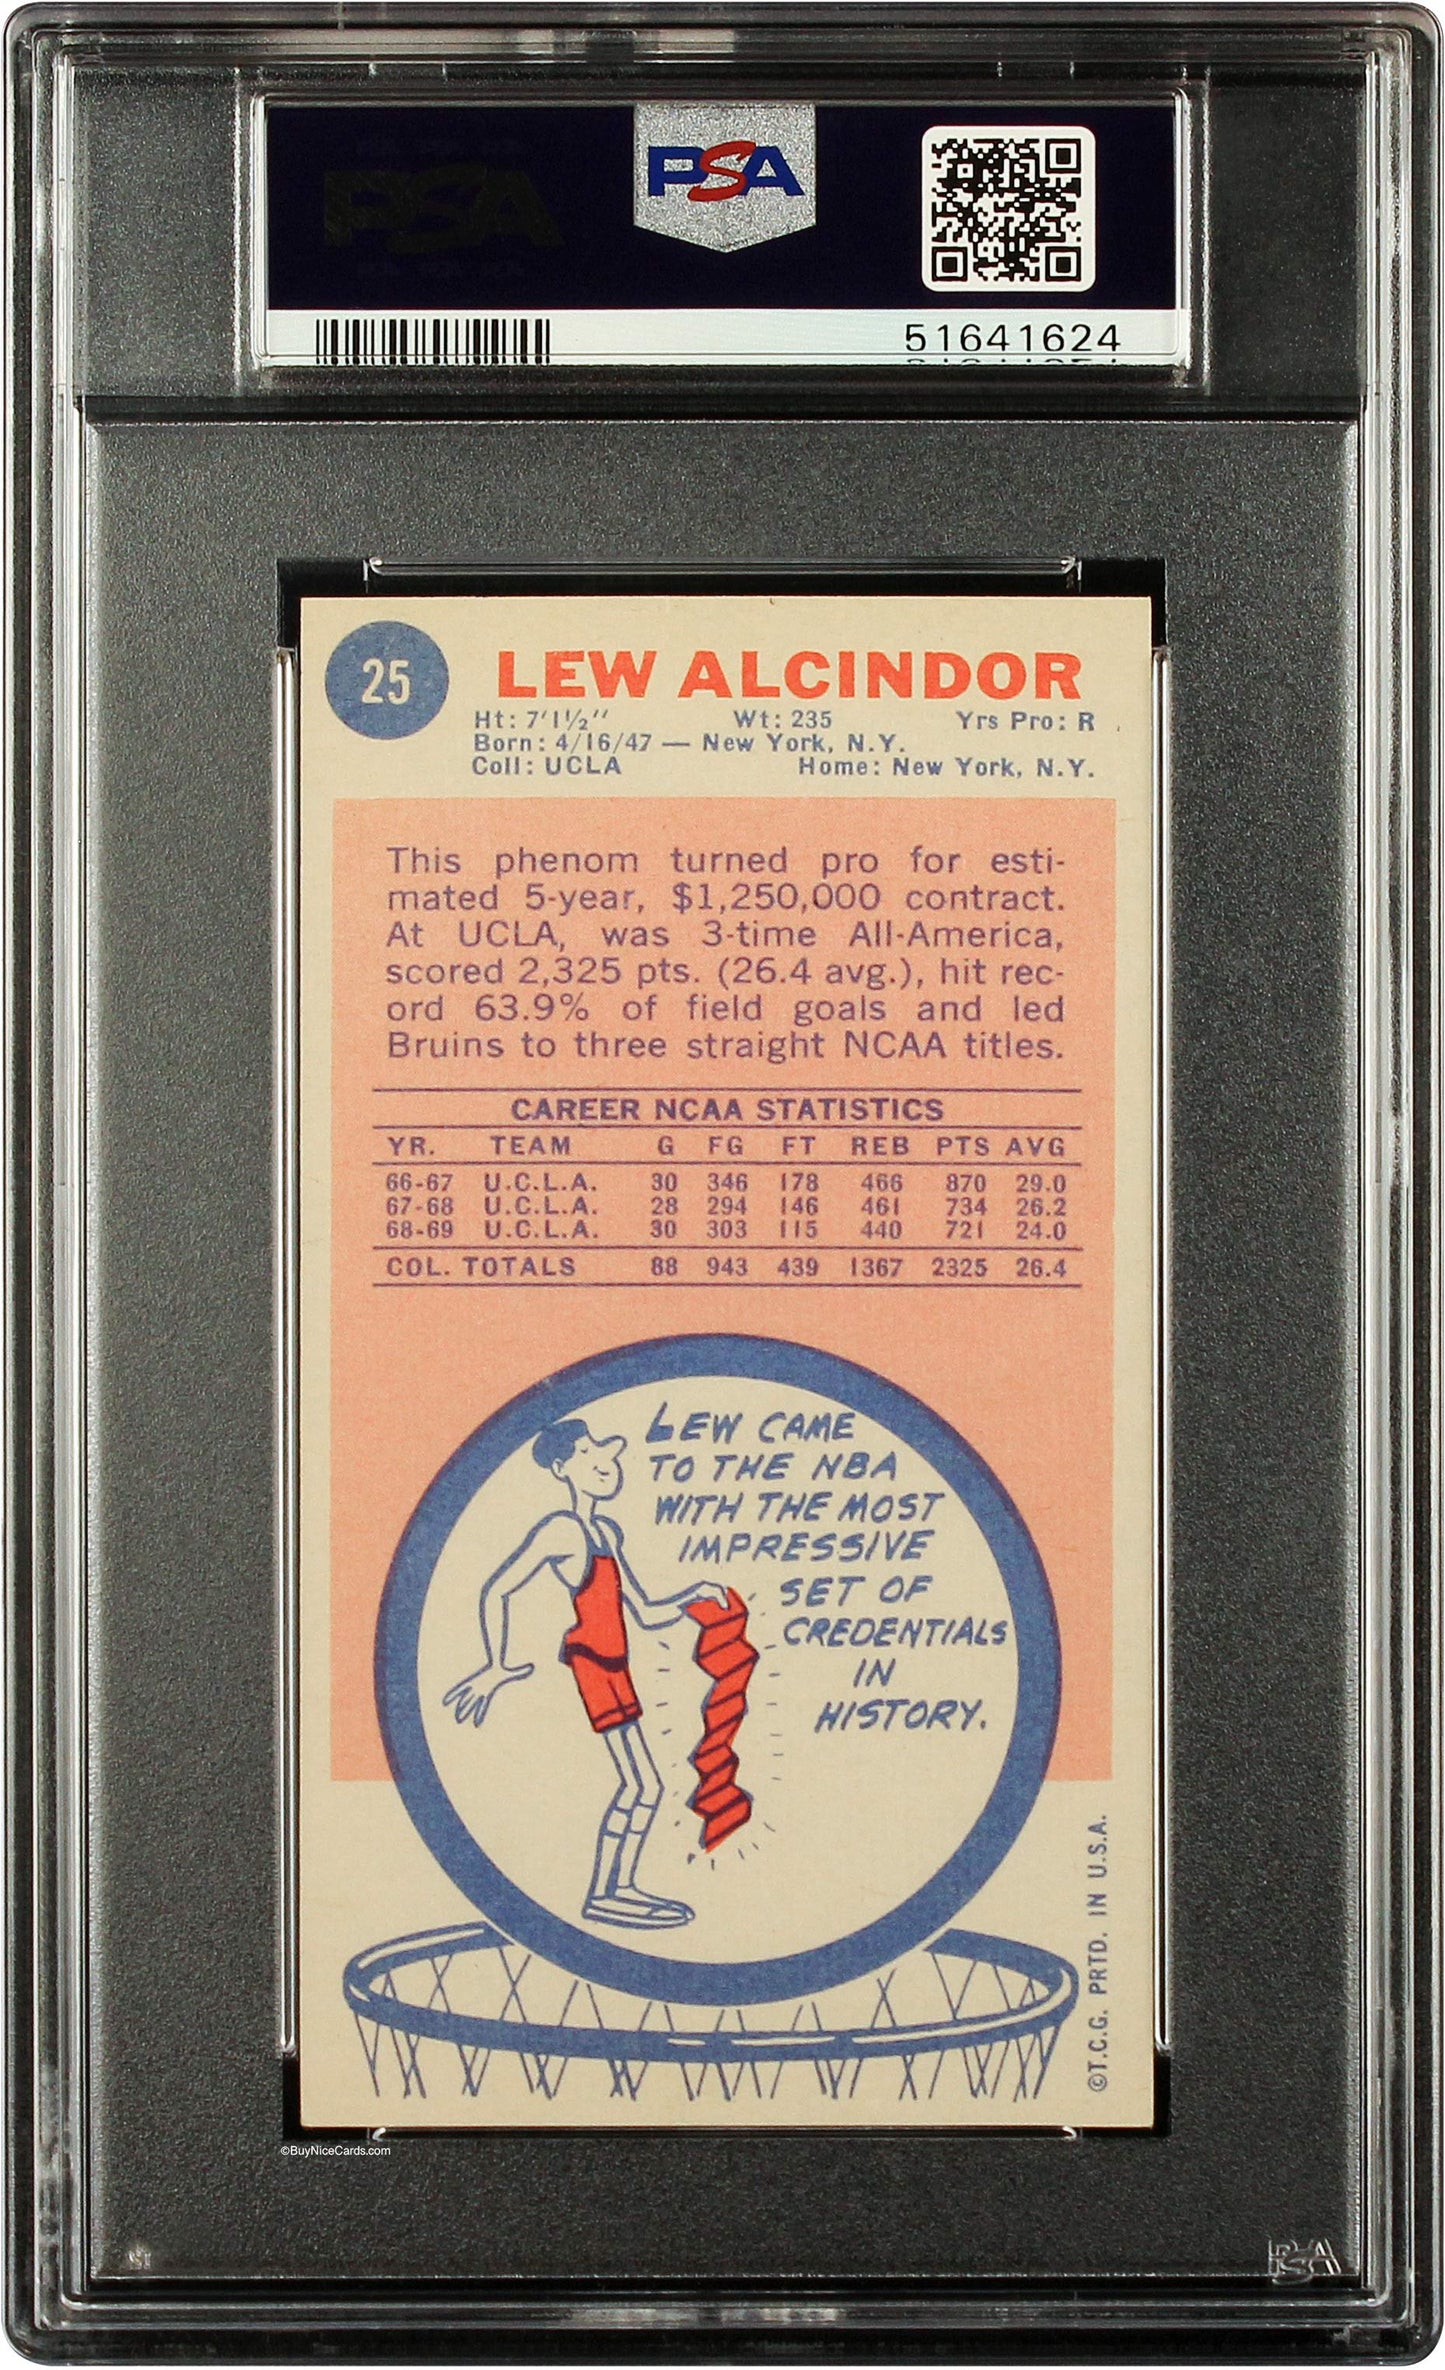 PSA
51641624
25
LEW ALCINDOR
Ht: 7'1½" Wt: 235 Yrs Pro: R
Born: 4/16/47 — New York, N.Y.
Coll: UCLA Home: New York, N.Y.
This phenom turned pro for esti-
mated 5-year, $1,250,000 contract.
At UCLA, was 3-time All-America,
scored 2,325 pts. (26.4 avg.), hit rec-
ord 63.9% of field goals and led
Bruins to three straight NCAA titles.
CAREER NCAA STATISTICS
YR. TEAM G FG FT REB PTS AVG
66-67 U.C.L.A. 30 346 178 466 870 29.0
67-68 U.C.L.A. 28 294 146 461 734 26.2
68-69 U.C.L.A. 30 303 115 440 721 24.0
COL. TOTALS 88 943 439 1367 2325 26.4
LEW CAME
TO THE NBA
WITH THE MOST
IMPRESSIVE
SET OF
CREDENTIALS
IN
HISTORY.
©T.C.G. PRTD. IN U.S.A.
©BuyNiceCards.com
PSA